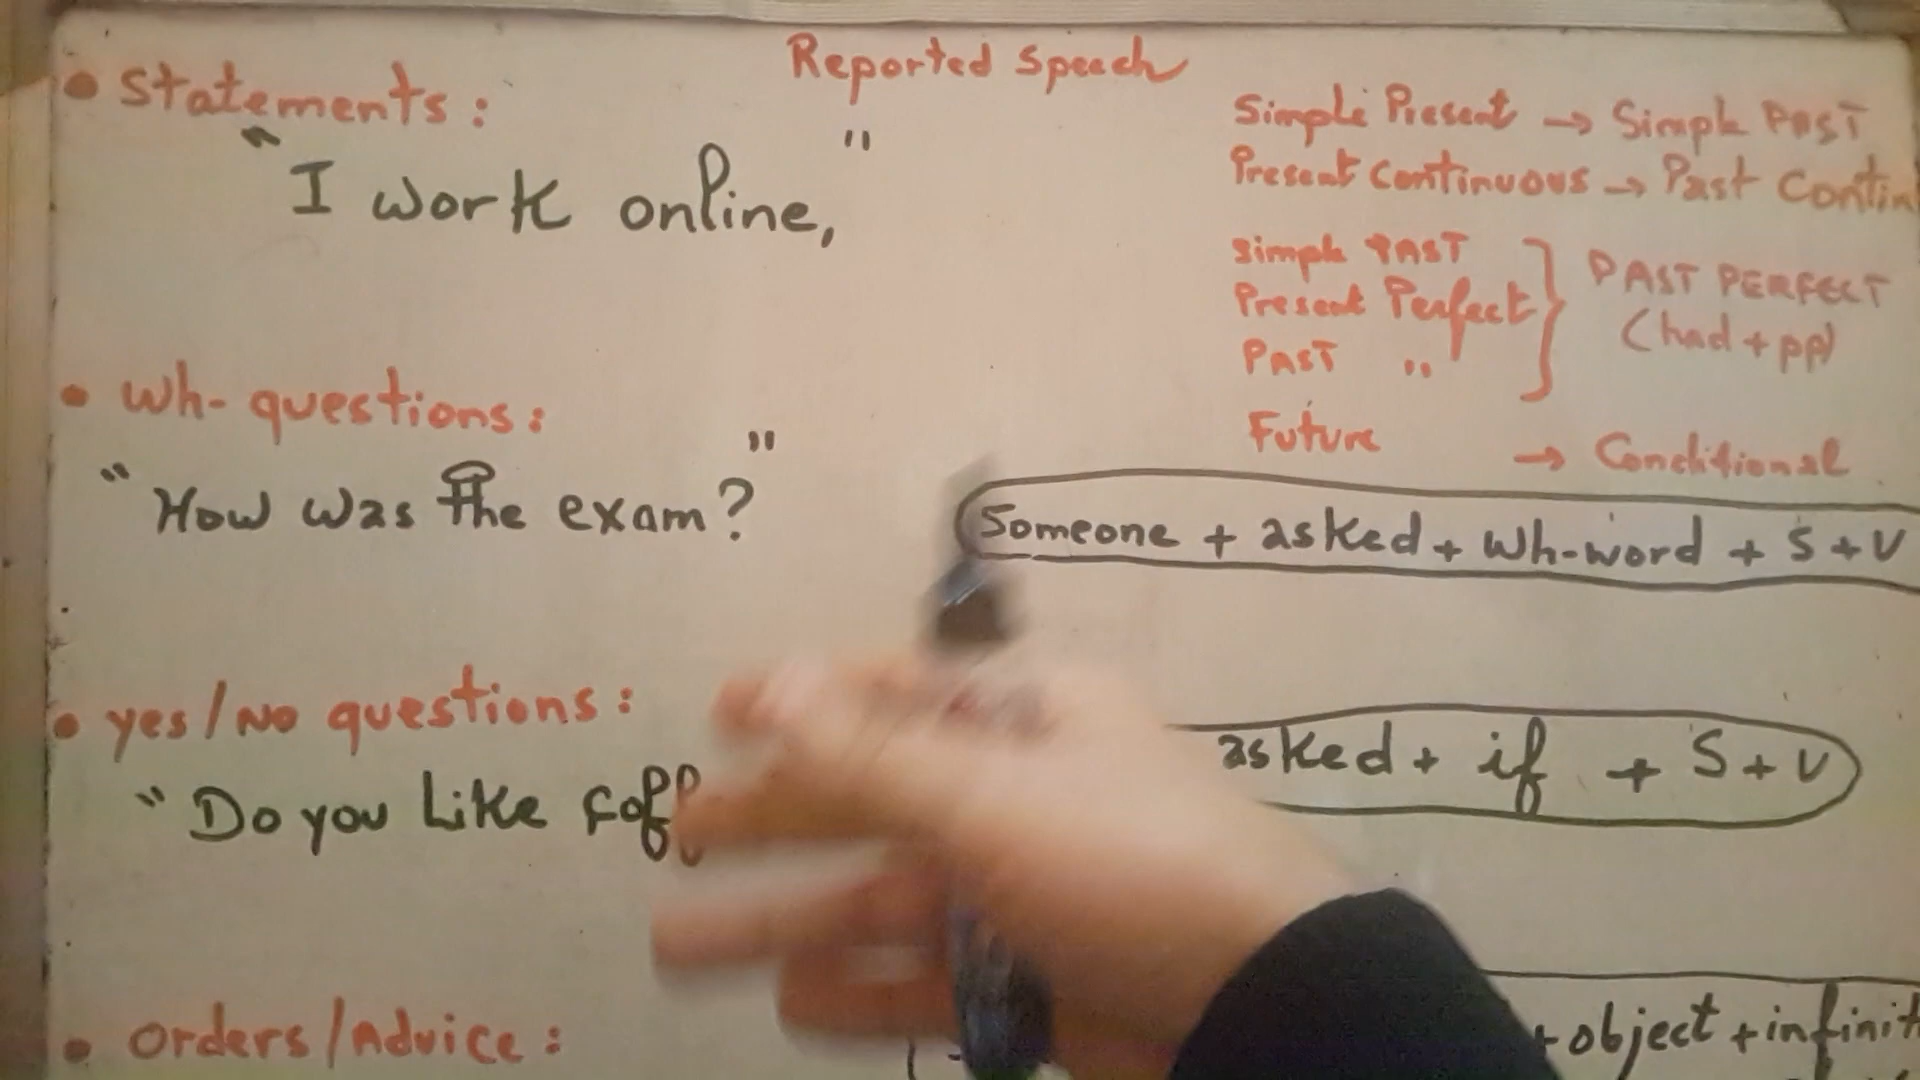 Reported Speech
• Statements:
"I work online,"
Simple Present → Simple PAST
Present Continuous → Past Contin
Simple PAST
Present Perfect
PAST "
PAST PERFECT
(had + pp)
Future → Conditional
• Wh- questions:
"How was the exam?"
Someone + asked + Wh-word + S + V
• yes/No questions:
"Do you Like
asked + if + S + V
• Orders/Advice:
+ object + infinit